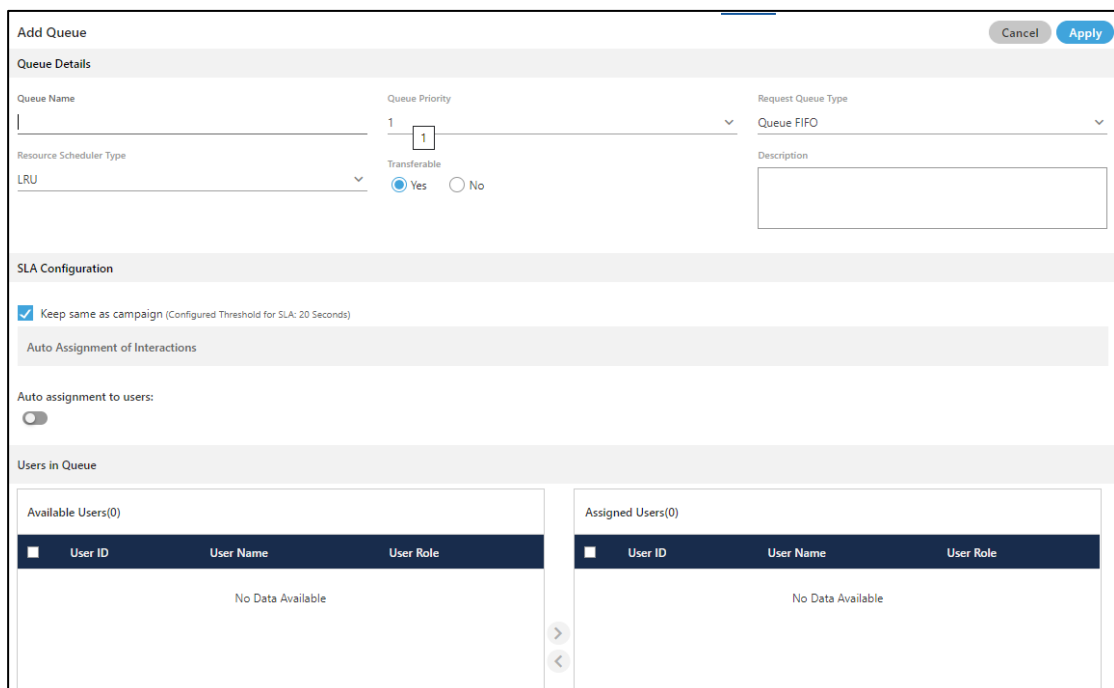 Add Queue
Cancel
Apply
Queue Details
Queue Name
Queue Priority
Request Queue Type
1
Queue FIFO
1
Resource Scheduler Type
Transferable
Description
LRU
Yes
No
SLA Configuration
Keep same as campaign (Configured Threshold for SLA: 20 Seconds)
Auto Assignment of Interactions
Auto assignment to users:
Users in Queue
Available Users(0)
Assigned Users(0)
User ID User Name User Role
User ID User Name User Role
No Data Available
No Data Available